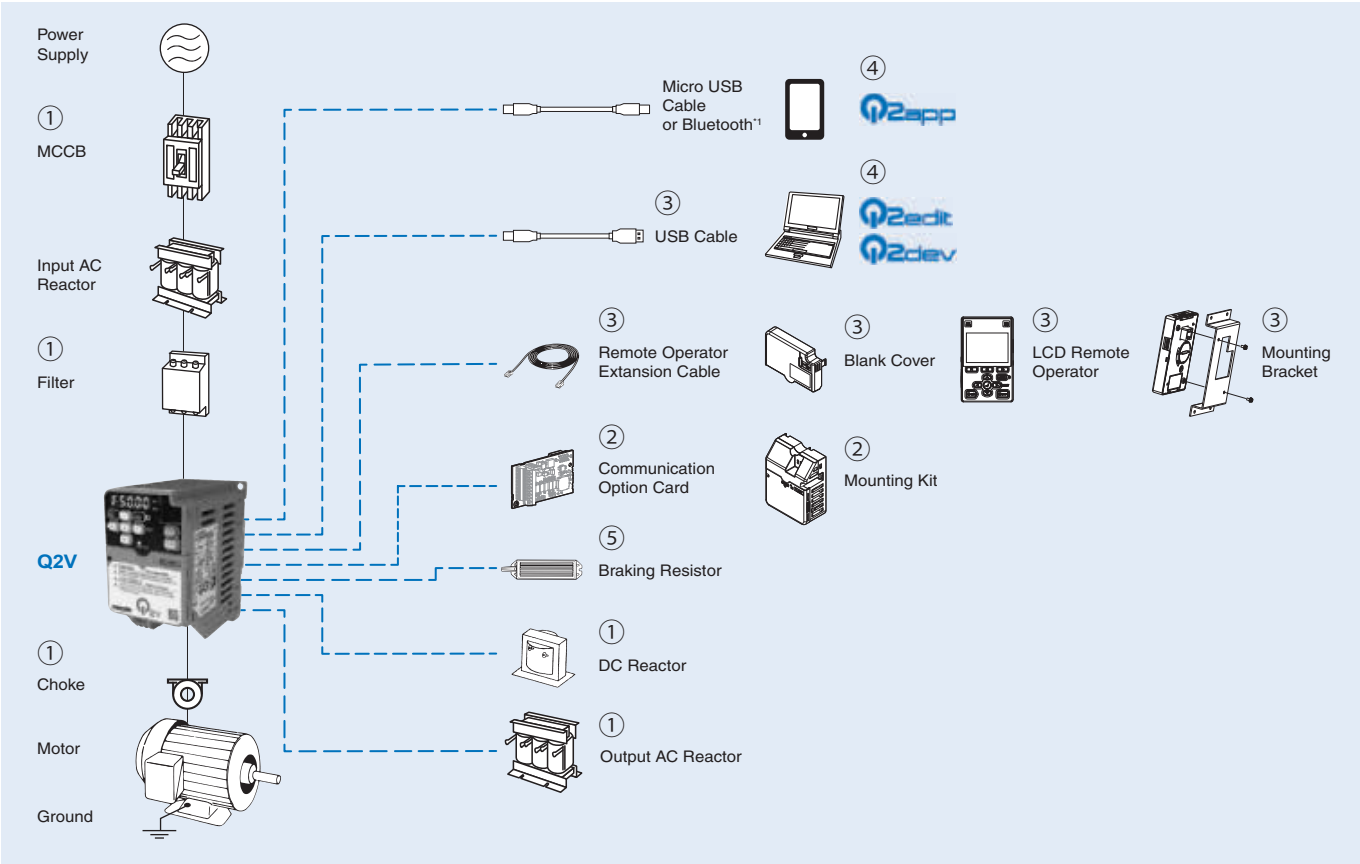 Power
Supply
①
MCCB
Input AC
Reactor
①
Filter
Q2V
①
Choke
Motor
Ground
Micro USB
Cable
or Bluetooth*1
④
Q2app
③
USB Cable
④
Q2edit
Q2dev
③
Remote Operator
Extension Cable
③
Blank Cover
③
LCD Remote
Operator
③
Mounting
Bracket
②
Communication
Option Card
②
Mounting Kit
⑤
Braking Resistor
①
DC Reactor
①
Output AC Reactor